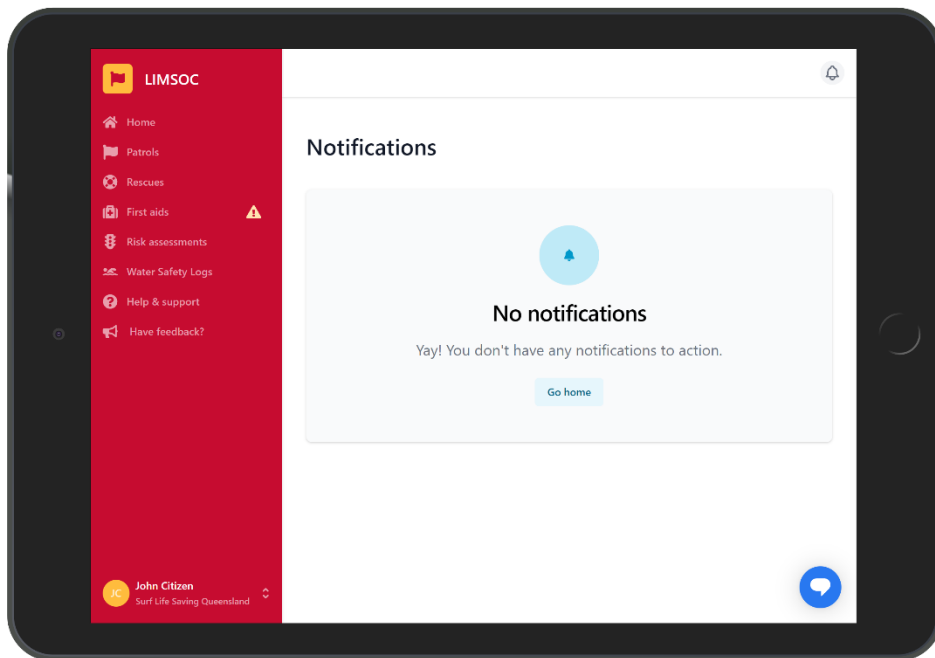 LIMSOC
Home
Patrols
Rescues
First aids
Risk assessments
Water Safety Logs
Help & support
Have feedback?
JC
John Citizen
Surf Life Saving Queensland
Notifications
No notifications
Yay! You don't have any notifications to action.
Go home